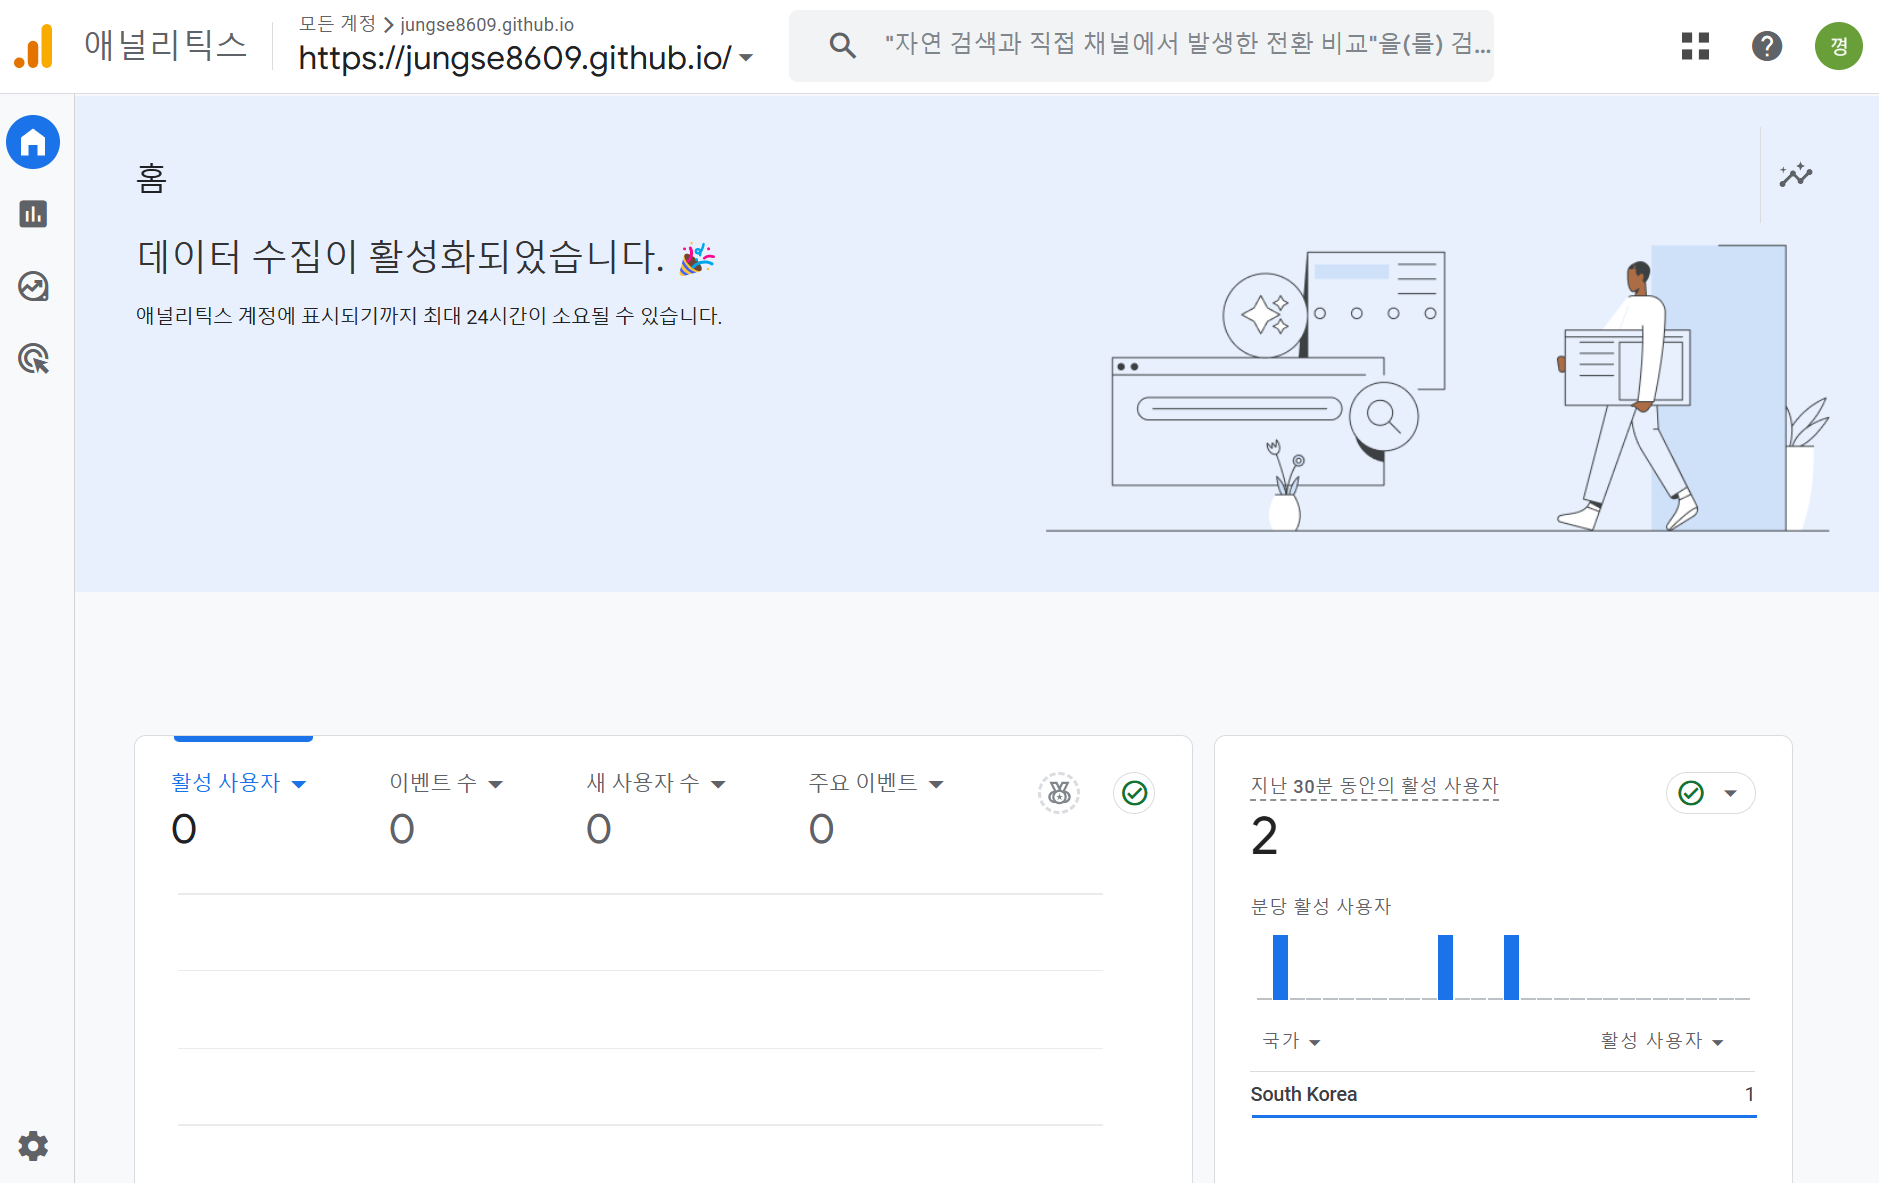 애널리틱스
모든 계정 > jungse8609.github.io
https://jungse8609.github.io/
"자연 검색과 직접 채널에서 발생한 전환 비교"을(를) 검...
경
홈
데이터 수집이 활성화되었습니다. 🎉
애널리틱스 계정에 표시되기까지 최대 24시간이 소요될 수 있습니다.
활성 사용자 이벤트 수 새 사용자 수 주요 이벤트
0 0 0 0
지난 30분 동안의 활성 사용자
2
분당 활성 사용자
국가 활성 사용자
South Korea 1